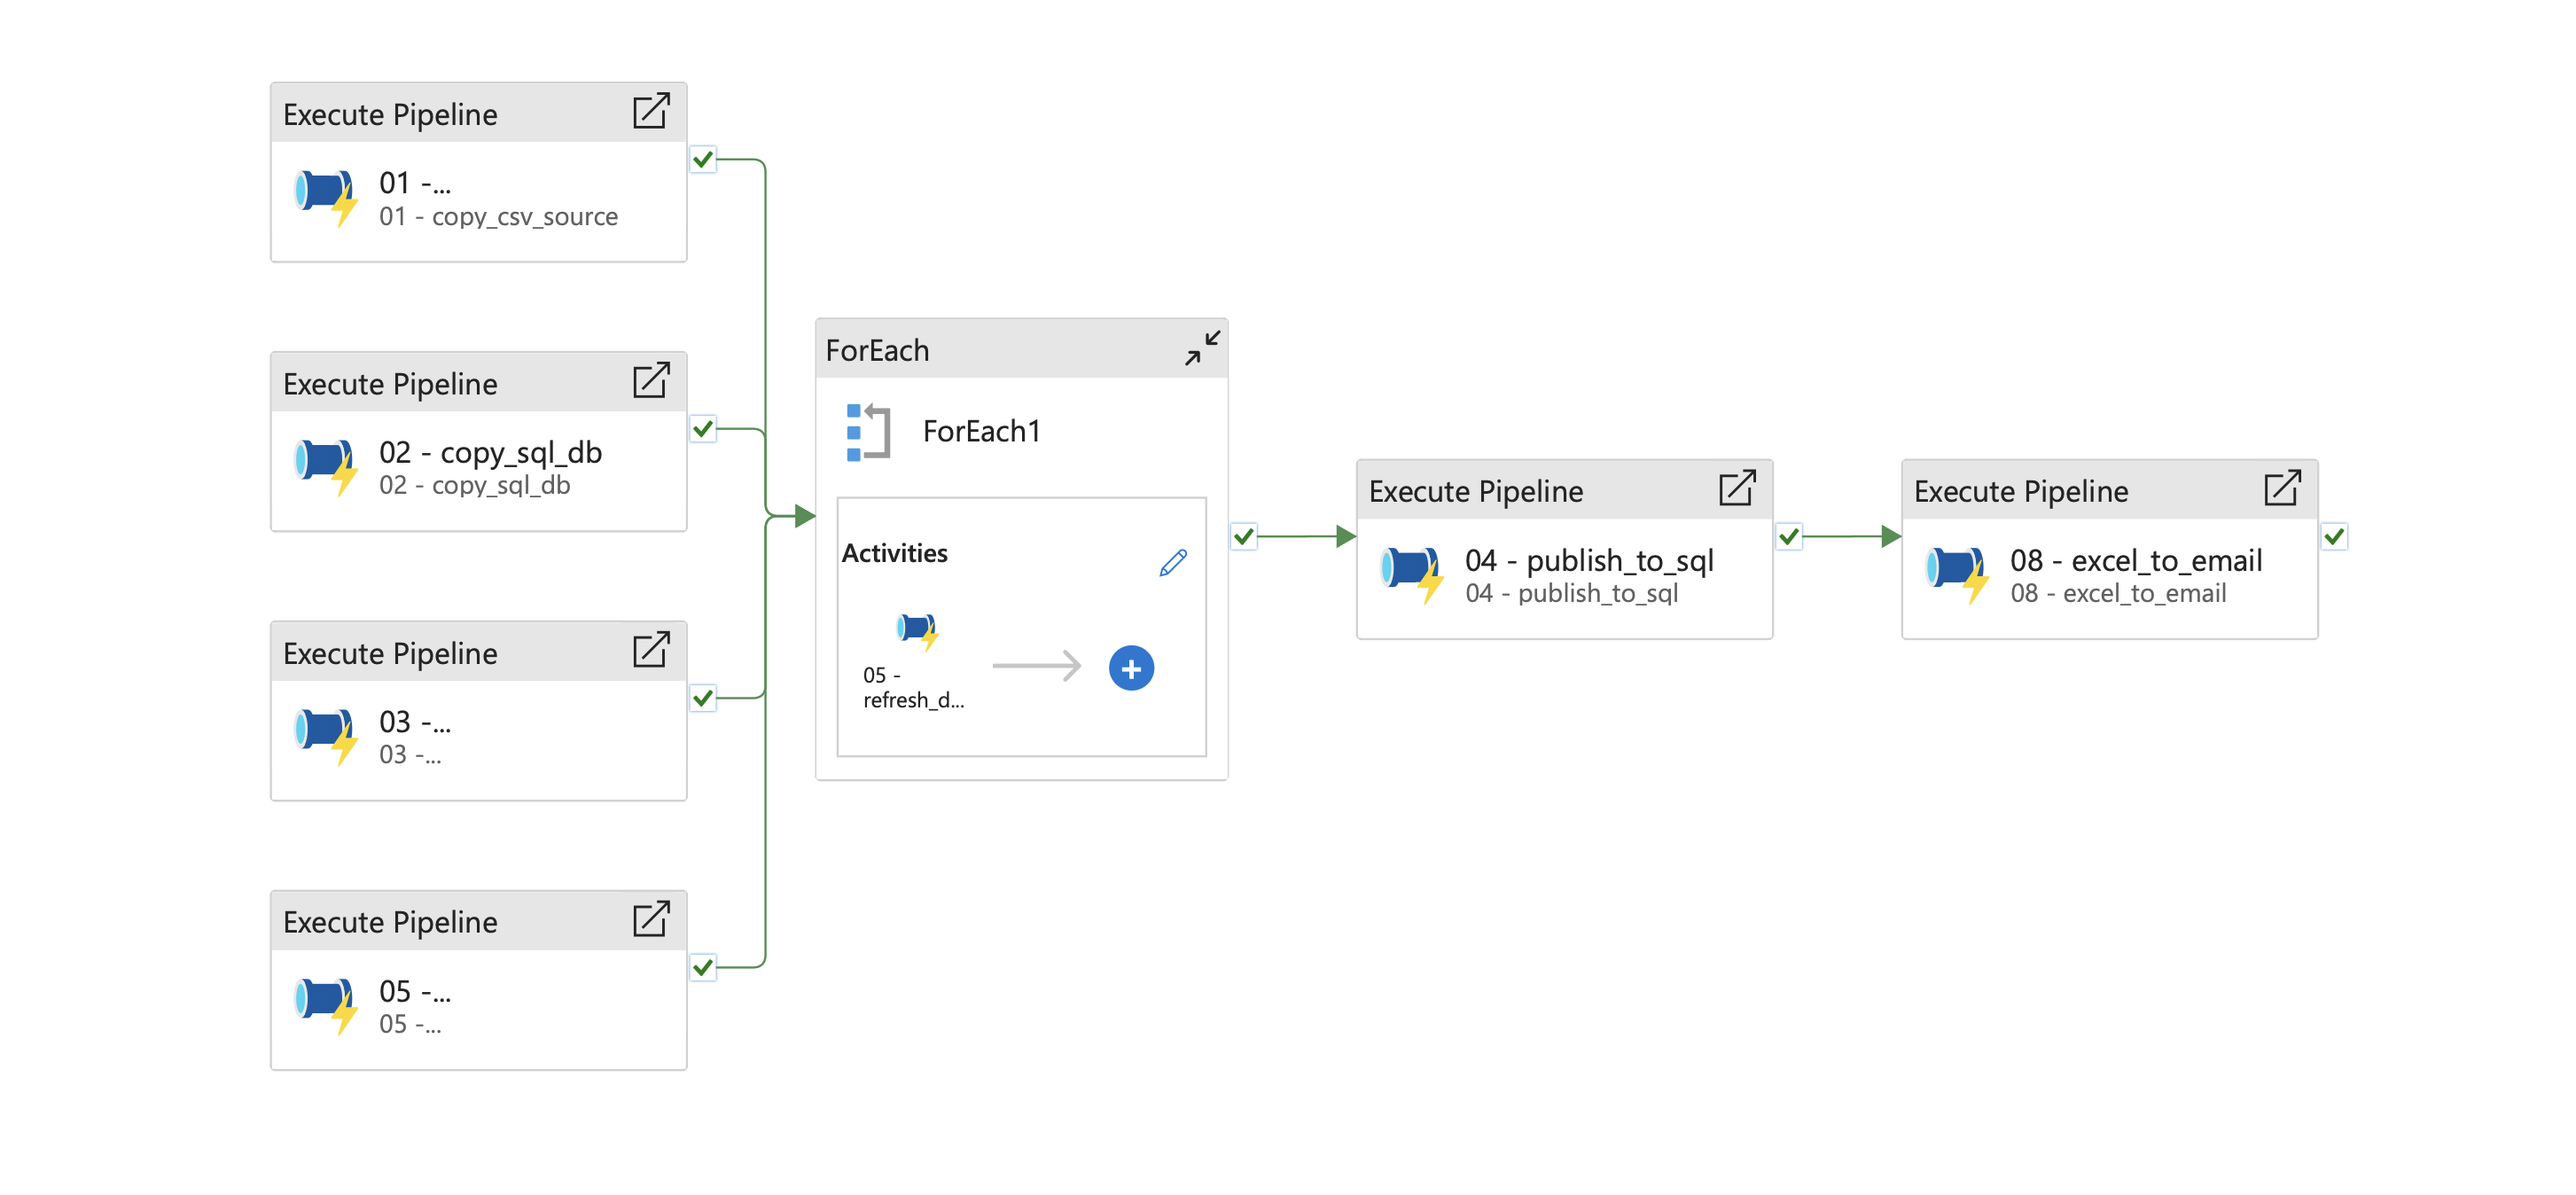 Execute Pipeline
01 -...
01 - copy_csv_source
Execute Pipeline
02 - copy_sql_db
02 - copy_sql_db
Execute Pipeline
03 -...
03 -...
Execute Pipeline
05 -...
05 -...
ForEach
ForEach1
Activities
05 -
refresh_d...
Execute Pipeline
04 - publish_to_sql
04 - publish_to_sql
Execute Pipeline
08 - excel_to_email
08 - excel_to_email